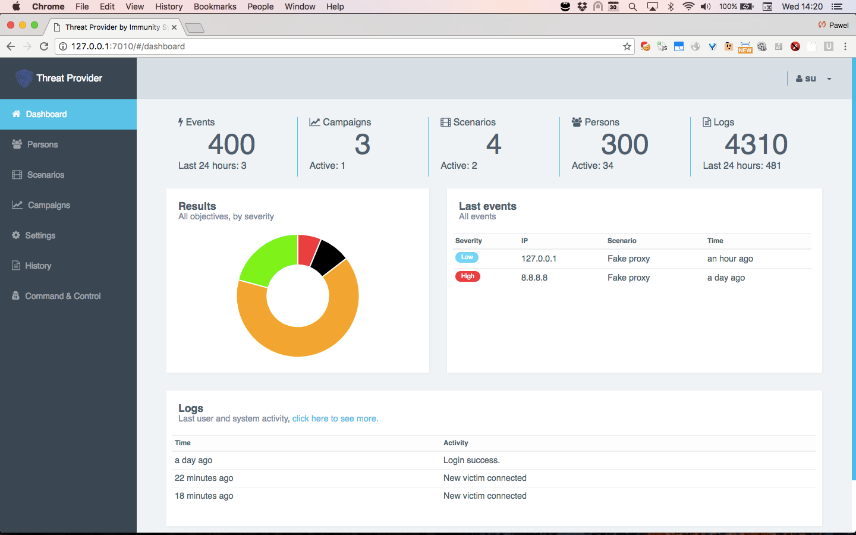 Chrome File Edit View History Bookmarks People Window Help 30 100% Wed 14:20
Threat Provider by Immunity S Pawel
127.0.0.1:7010/#/dashboard NEW
Threat Provider su
Dashboard
Persons
Scenarios
Campaigns
Settings
History
Command & Control
Events Campaigns Scenarios Persons Logs
400 3 4 300 4310
Last 24 hours: 3 Active: 1 Active: 2 Active: 34 Last 24 hours: 481
Results
All objectives, by severity
Last events
All events
Severity IP Scenario Time
Low 127.0.0.1 Fake proxy an hour ago
High 8.8.8.8 Fake proxy a day ago
Logs
Last user and system activity, click here to see more.
Time Activity
a day ago Login success.
22 minutes ago New victim connected
18 minutes ago New victim connected